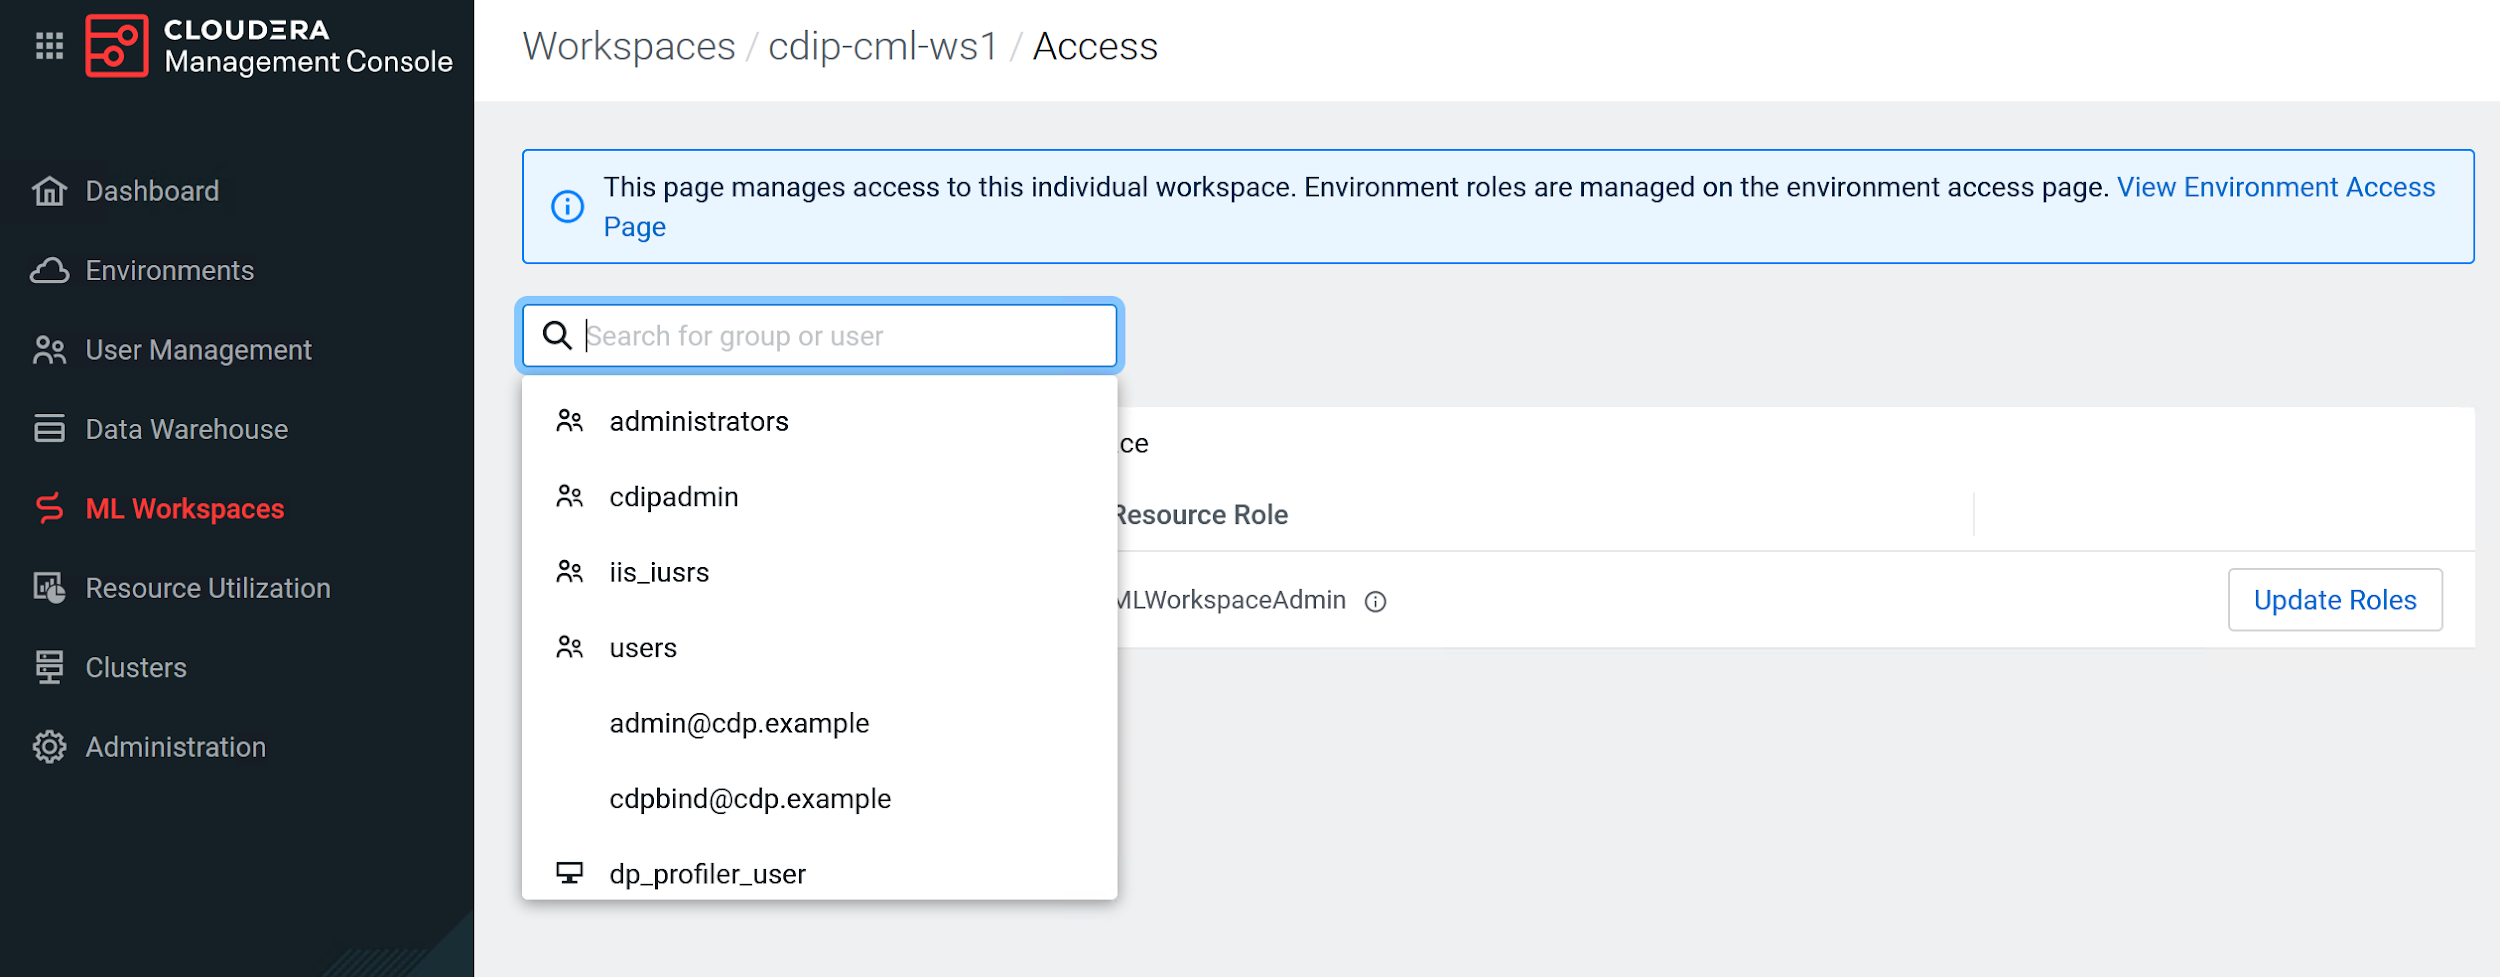 CLOUDERA
Management Console
Dashboard
Environments
User Management
Data Warehouse
ML Workspaces
Resource Utilization
Clusters
Administration
Workspaces / cdip-cml-ws1 / Access
This page manages access to this individual workspace. Environment roles are managed on the environment access page. View Environment Access
Page
Search for group or user
administrators
cdipadmin
iis_iusrs
users
admin@cdp.example
cdpbind@cdp.example
dp_profiler_user
ce
Resource Role
MLWorkspaceAdmin
Update Roles